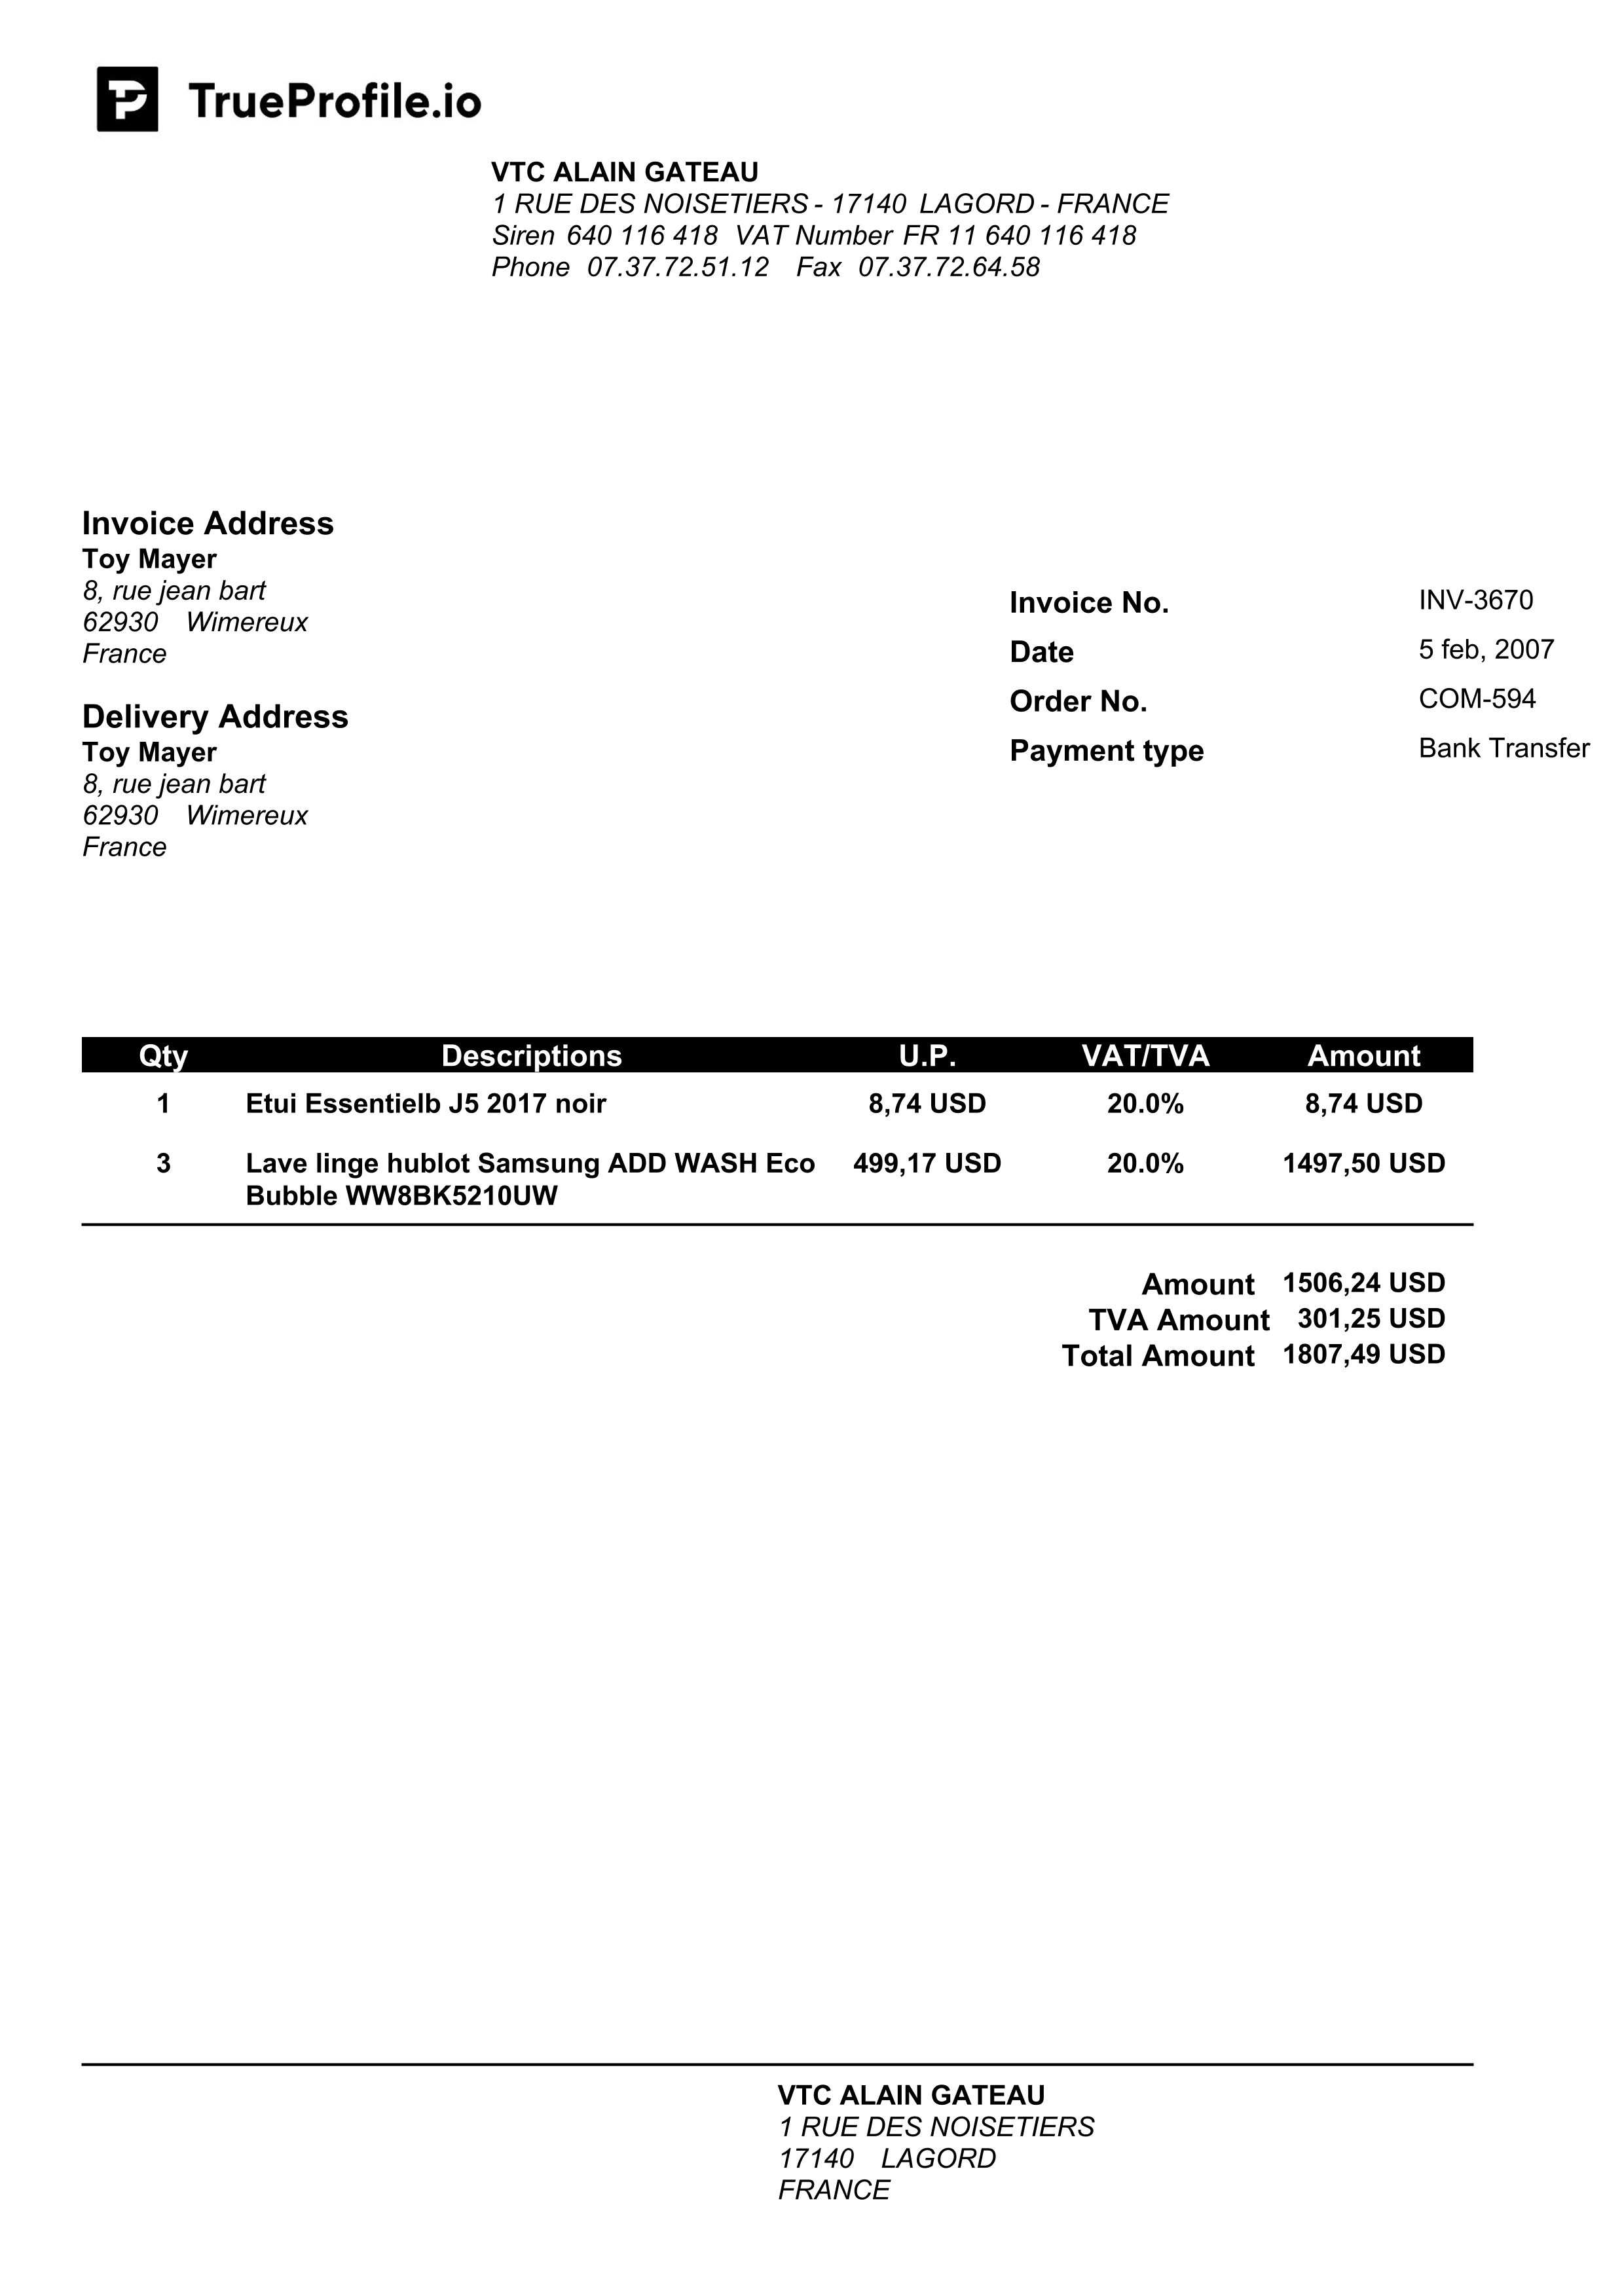 TrueProfile.io
VTC ALAIN GATEAU
1 RUE DES NOISETIERS - 17140 LAGORD - FRANCE
Siren 640 116 418 VAT Number FR 11 640 116 418
Phone 07.37.72.51.12 Fax 07.37.72.64.58
Invoice Address
Toy Mayer
8, rue jean bart
62930 Wimereux
France
Delivery Address
Toy Mayer
8, rue jean bart
62930 Wimereux
France
Invoice No. INV-3670
Date 5 feb, 2007
Order No. COM-594
Payment type Bank Transfer
Qty Descriptions U.P. VAT/TVA Amount
1 Etui Essentielb J5 2017 noir 8,74 USD 20.0% 8,74 USD
3 Lave linge hublot Samsung ADD WASH Eco 499,17 USD 20.0% 1497,50 USD
Bubble WW8BK5210UW
Amount 1506,24 USD
TVA Amount 301,25 USD
Total Amount 1807,49 USD
VTC ALAIN GATEAU
1 RUE DES NOISETIERS
17140 LAGORD
FRANCE